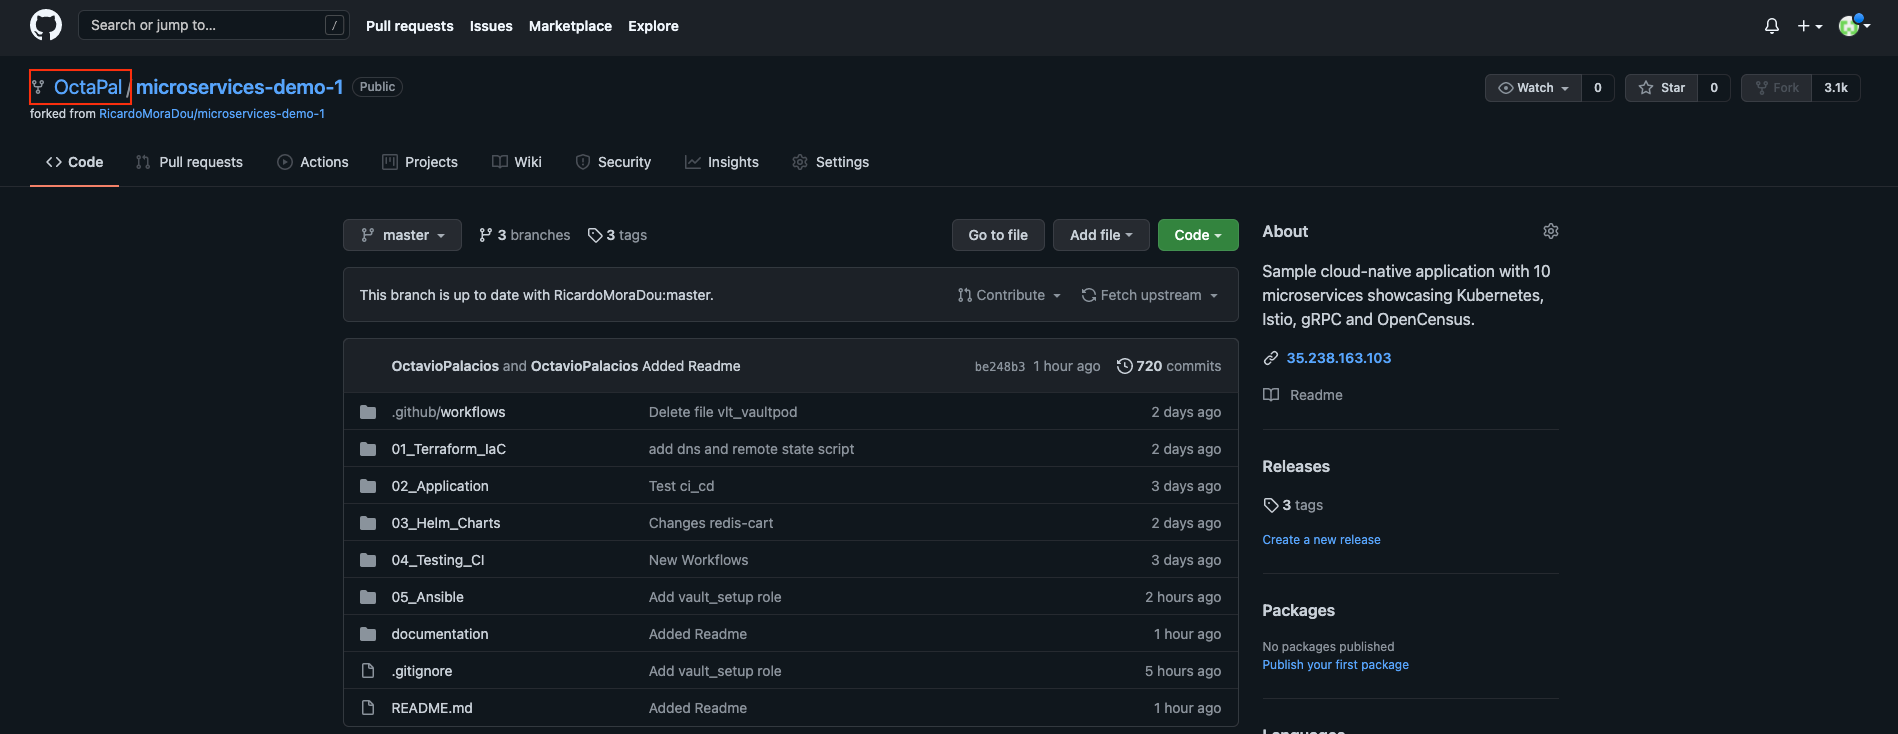 Search or jump to... /
Pull requests Issues Marketplace Explore
OctaPal / microservices-demo-1 Public
Watch 0 Star 0 Fork 3.1k
forked from RicardoMoraDou/microservices-demo-1
Code Pull requests Actions Projects Wiki Security Insights Settings
master 3 branches 3 tags Go to file Add file Code
This branch is up to date with RicardoMoraDou:master. Contribute Fetch upstream
OctavioPalacios and OctavioPalacios Added Readme be248b3 1 hour ago 720 commits
.github/workflows Delete file vlt_vaultpod 2 days ago
01_Terraform_IaC add dns and remote state script 2 days ago
02_Application Test ci_cd 3 days ago
03_Helm_Charts Changes redis-cart 2 days ago
04_Testing_CI New Workflows 3 days ago
05_Ansible Add vault_setup role 2 hours ago
documentation Added Readme 1 hour ago
.gitignore Add vault_setup role 5 hours ago
README.md Added Readme 1 hour ago
About
Sample cloud-native application with 10
microservices showcasing Kubernetes,
Istio, gRPC and OpenCensus.
35.238.163.103
Readme
Releases
3 tags
Create a new release
Packages
No packages published
Publish your first package
Languages